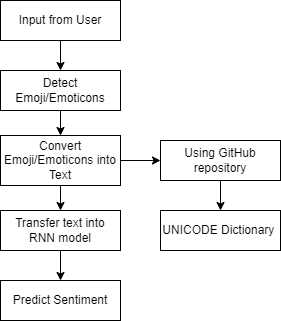 Input from User
Detect
Emoji/Emoticons
Convert
Emoji/Emoticons into
Text
Using GitHub
repository
Transfer text into
RNN model
UNICODE Dictionary
Predict Sentiment